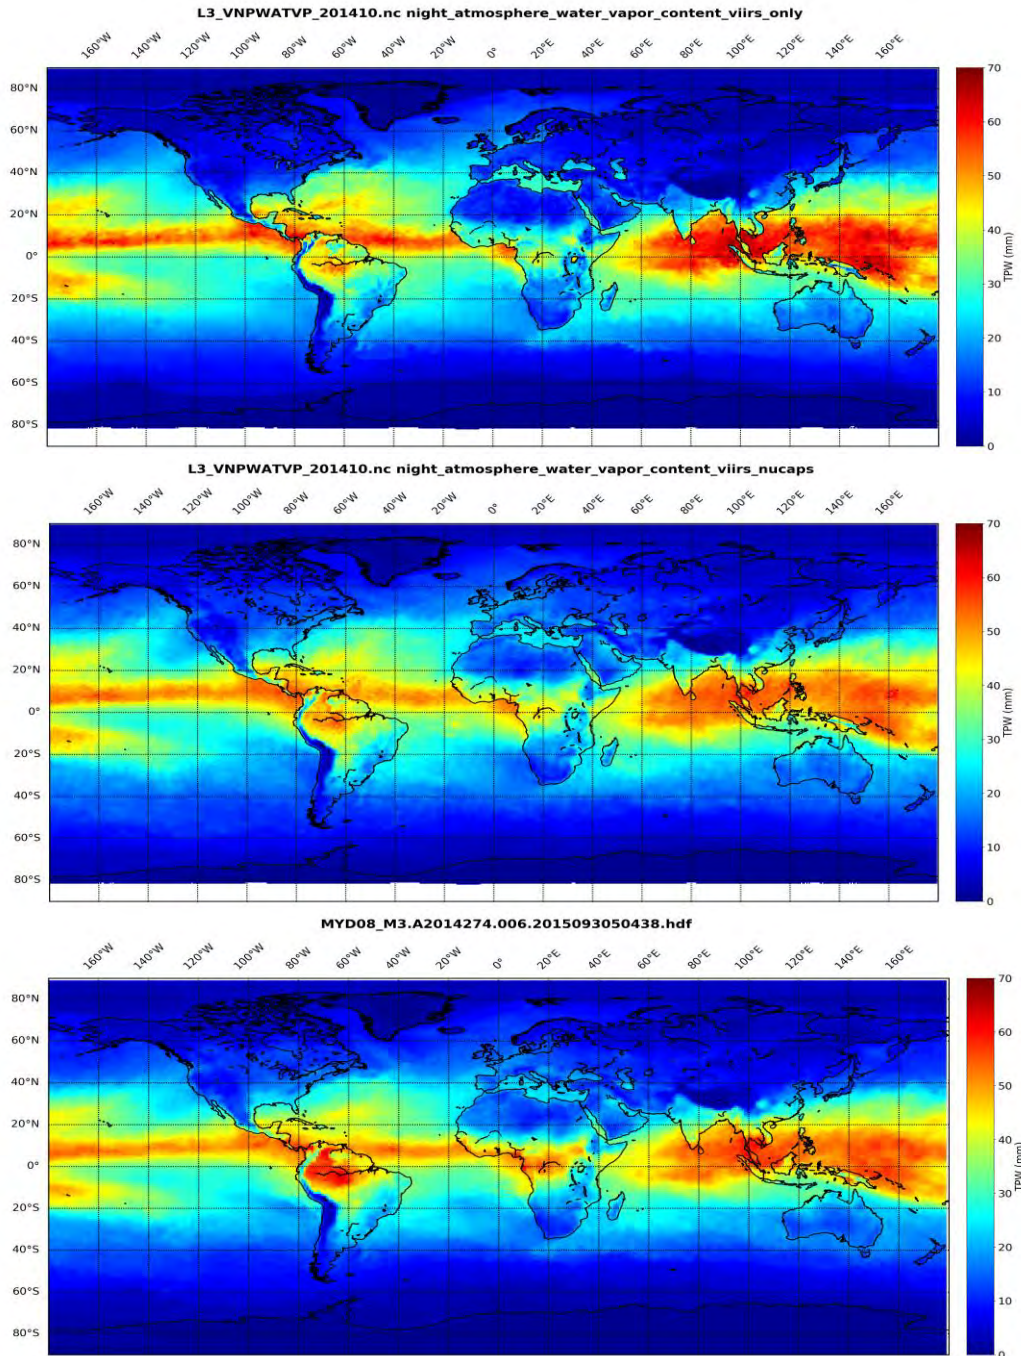 L3_VNPWATVP_201410.nc night_atmosphere_water_vapor_content_viirs_only
160°W 140°W 120°W 100°W 80°W 60°W 40°W 20°W 0° 20°E 40°E 60°E 80°E 100°E 120°E 140°E 160°E
80°N
60°N
40°N
20°N
0°
20°S
40°S
60°S
80°S
70
60
50
40
30
20
10
0
TPW (mm)
L3_VNPWATVP_201410.nc night_atmosphere_water_vapor_content_viirs_nucaps
160°W 140°W 120°W 100°W 80°W 60°W 40°W 20°W 0° 20°E 40°E 60°E 80°E 100°E 120°E 140°E 160°E
80°N
60°N
40°N
20°N
0°
20°S
40°S
60°S
80°S
70
60
50
40
30
20
10
0
TPW (mm)
MYD08_M3.A2014274.006.2015093050438.hdf
160°W 140°W 120°W 100°W 80°W 60°W 40°W 20°W 0° 20°E 40°E 60°E 80°E 100°E 120°E 140°E 160°E
80°N
60°N
40°N
20°N
0°
20°S
40°S
60°S
80°S
70
60
50
40
30
20
10
0
TPW (mm)